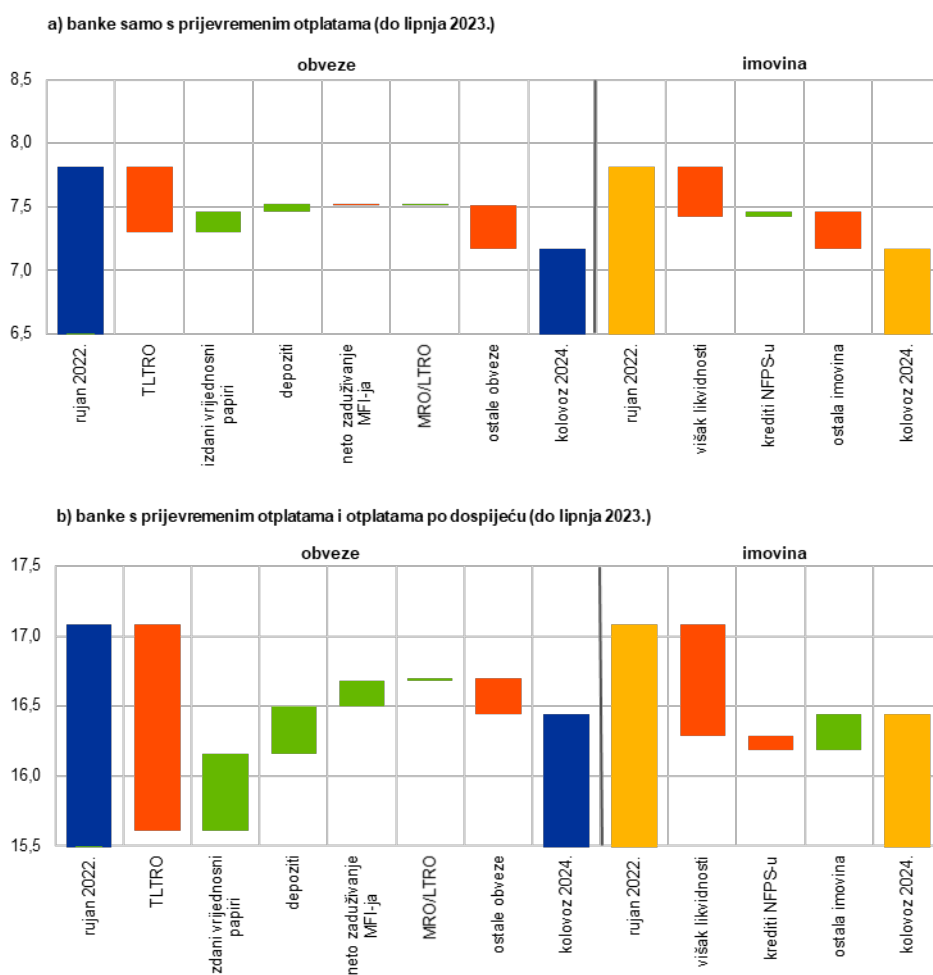 a) banke samo s prijevremenim otplatama (do lipnja 2023.)
obveze
imovina
8,5
8,0
7,5
7,0
6,5
rujan 2022.
TLTRO
izdani vrijednosni
papiri
depoziti
neto zaduživanje
MFI-ja
MRO/LTRO
ostale obveze
kolovoz 2024.
rujan 2022.
višak likvidnosti
krediti NFPS-u
ostala imovina
kolovoz 2024.
b) banke s prijevremenim otplatama i otplatama po dospijeću (do lipnja 2023.)
obveze
imovina
17,5
17,0
16,5
16,0
15,5
rujan 2022.
TLTRO
zdani vrijednosni
papiri
depoziti
neto zaduživanje
MFI-ja
MRO/LTRO
ostale obveze
kolovoz 2024.
rujan 2022.
višak likvidnosti
krediti NFPS-u
ostala imovina
kolovoz 2024.